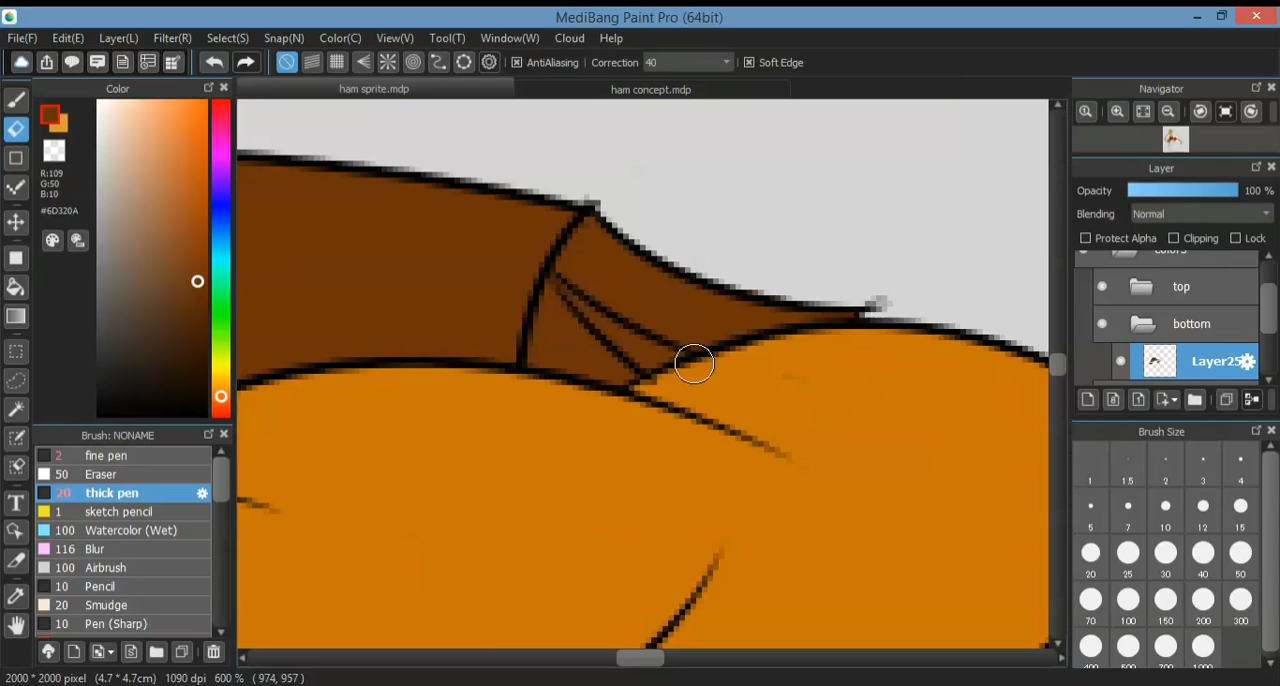 MediBang Paint Pro (64bit)
File(F) Edit(E) Layer(L) Filter(R) Select(S) Snap(N) Color(C) View(V) Tool(T) Window(W) Cloud Help
AntiAliasing Correction 40 Soft Edge
Color
ham sprite.mdp
ham concept.mdp
Navigator
R:109
G:50
B:10
#6D320A
Layer
Opacity 100 %
Blending Normal
Protect Alpha Clipping Lock
top
bottom
Layer25
Brush: NONAME
2 fine pen
50 Eraser
20 thick pen
1 sketch pencil
100 Watercolor (Wet)
116 Blur
100 Airbrush
10 Pencil
20 Smudge
10 Pen (Sharp)
Brush Size
1 1.5 2 3 4
5 7 10 12 15
20 25 30 40 50
70 100 150 200 300
400 500 700 1000
2000 * 2000 pixel (4.7 * 4.7cm) 1090 dpi 600 % ( 974, 957 )